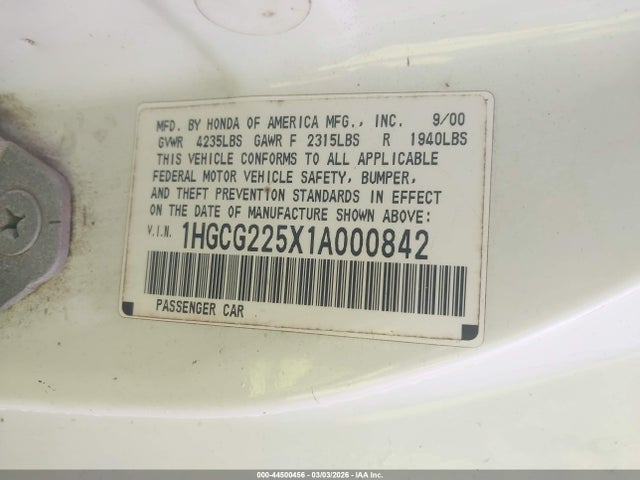 MFD. BY HONDA OF AMERICA MFG., INC. 9/00
GVWR 4235LBS GAWR F 2315LBS R 1940LBS
THIS VEHICLE CONFORMS TO ALL APPLICABLE
FEDERAL MOTOR VEHICLE SAFETY, BUMPER,
AND THEFT PREVENTION STANDARDS IN EFFECT
ON THE DATE OF MANUFACTURE SHOWN ABOVE:
V.I.N. 1HGCG225X1A000842
PASSENGER CAR
000-44500456 - 03/03/2026 - IAA Inc.